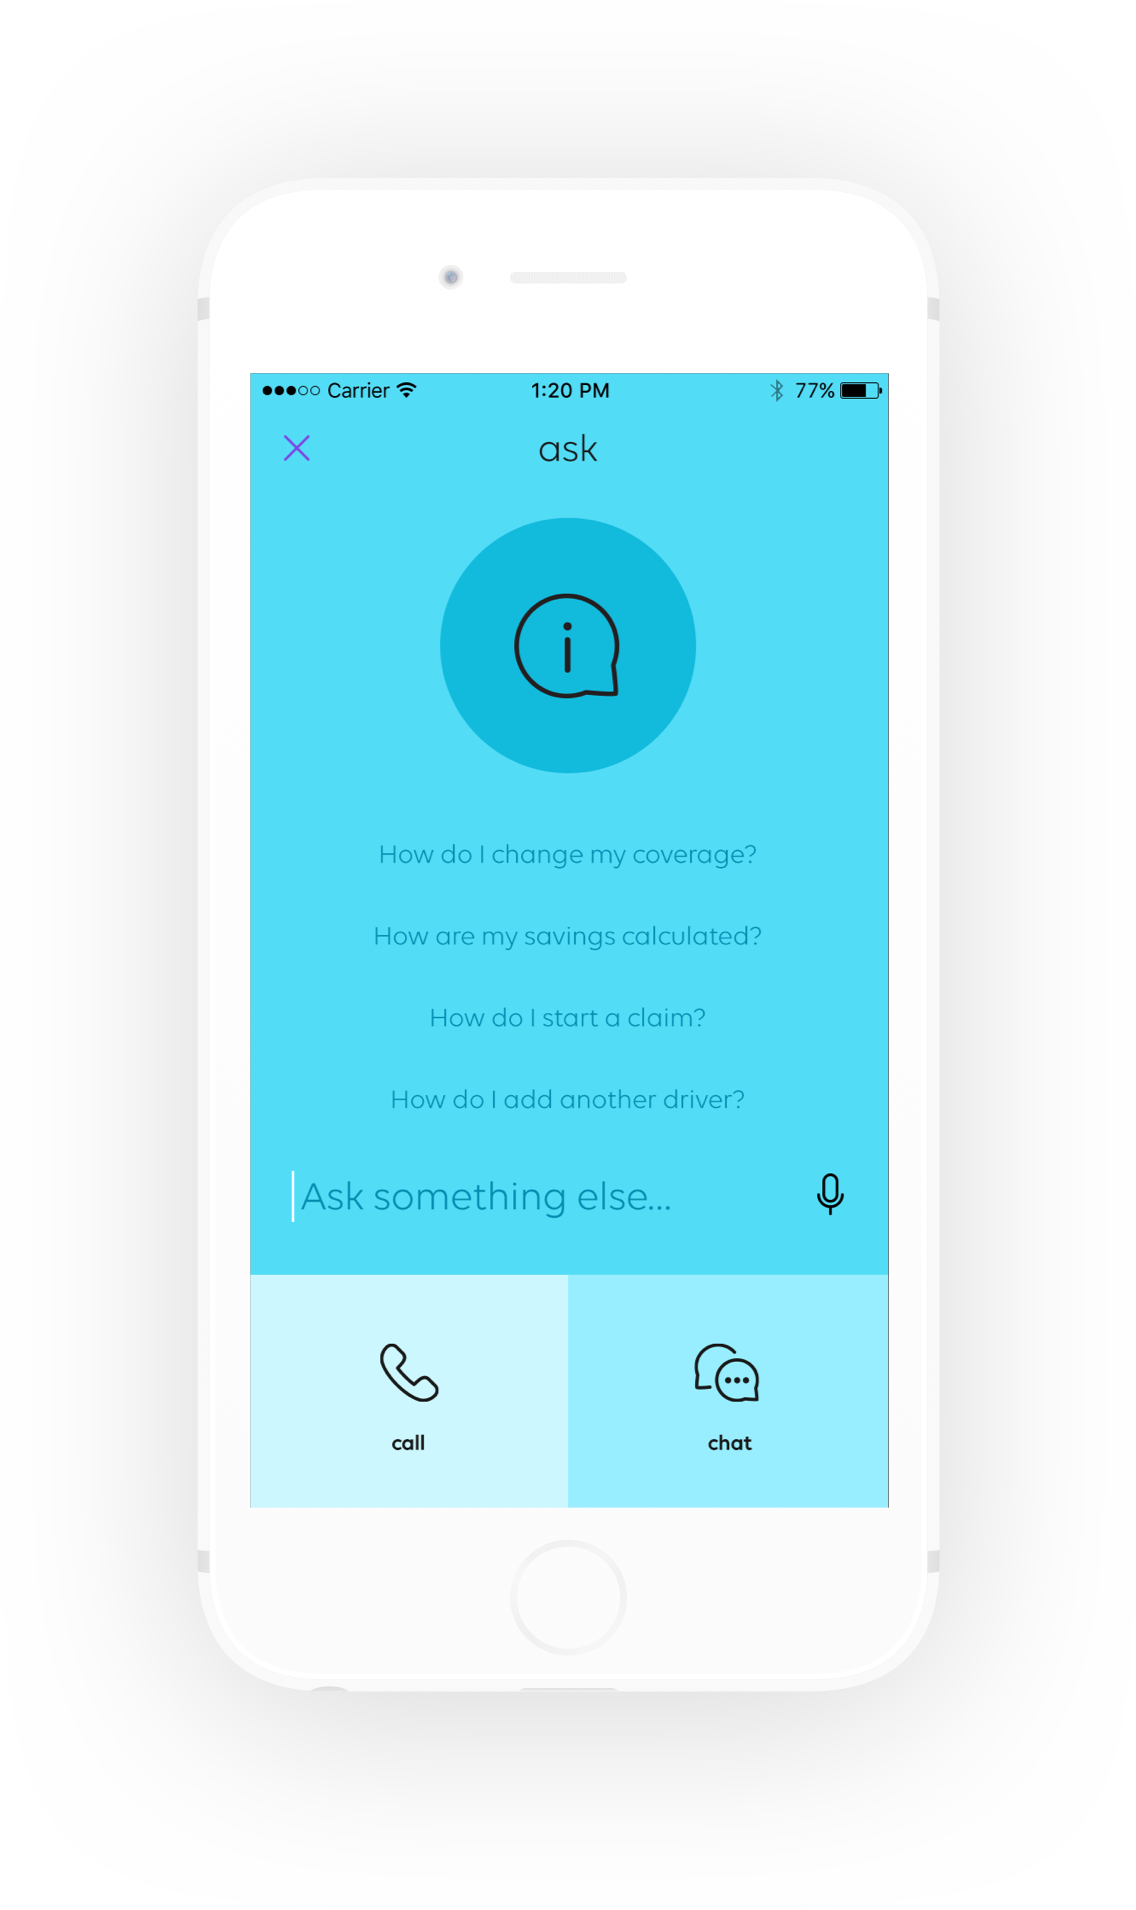 Carrier 1:20 PM 77%
ask
i
How do I change my coverage?
How are my savings calculated?
How do I start a claim?
How do I add another driver?
Ask something else...
call chat